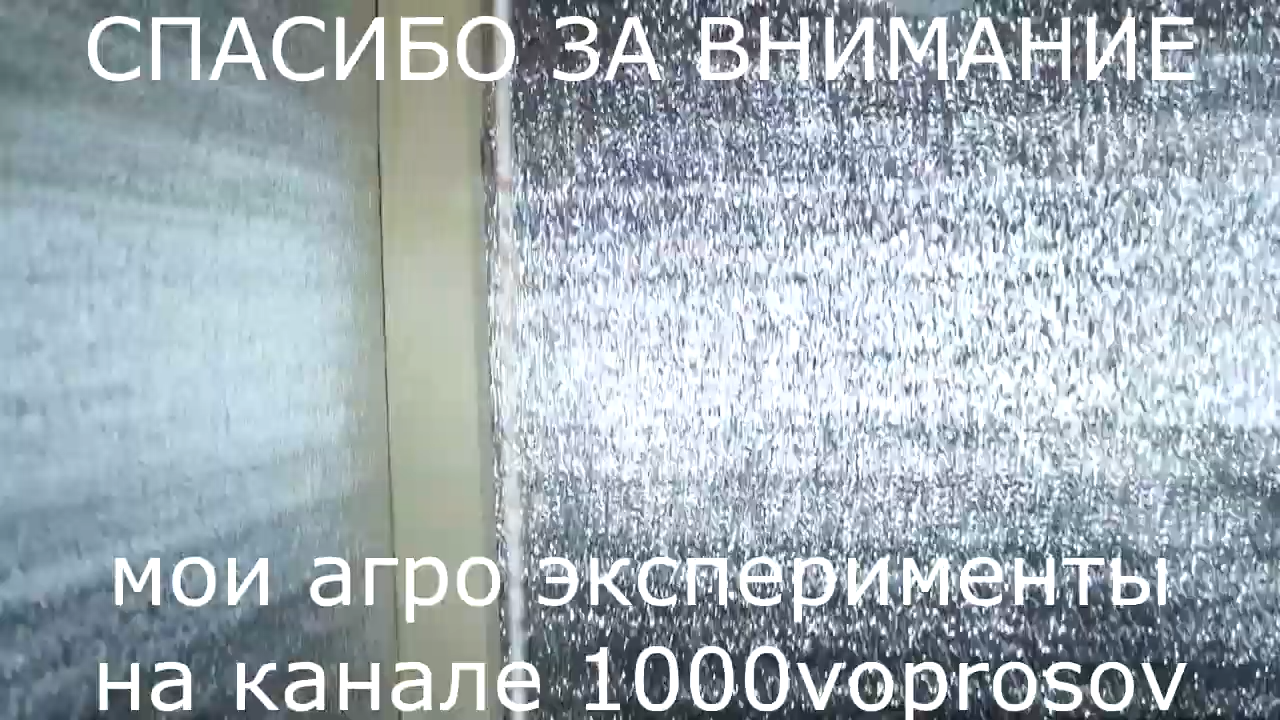 СПАСИБО ЗА ВНИМАНИЕ
мои агро эксперименты
на канале 1000voprosov